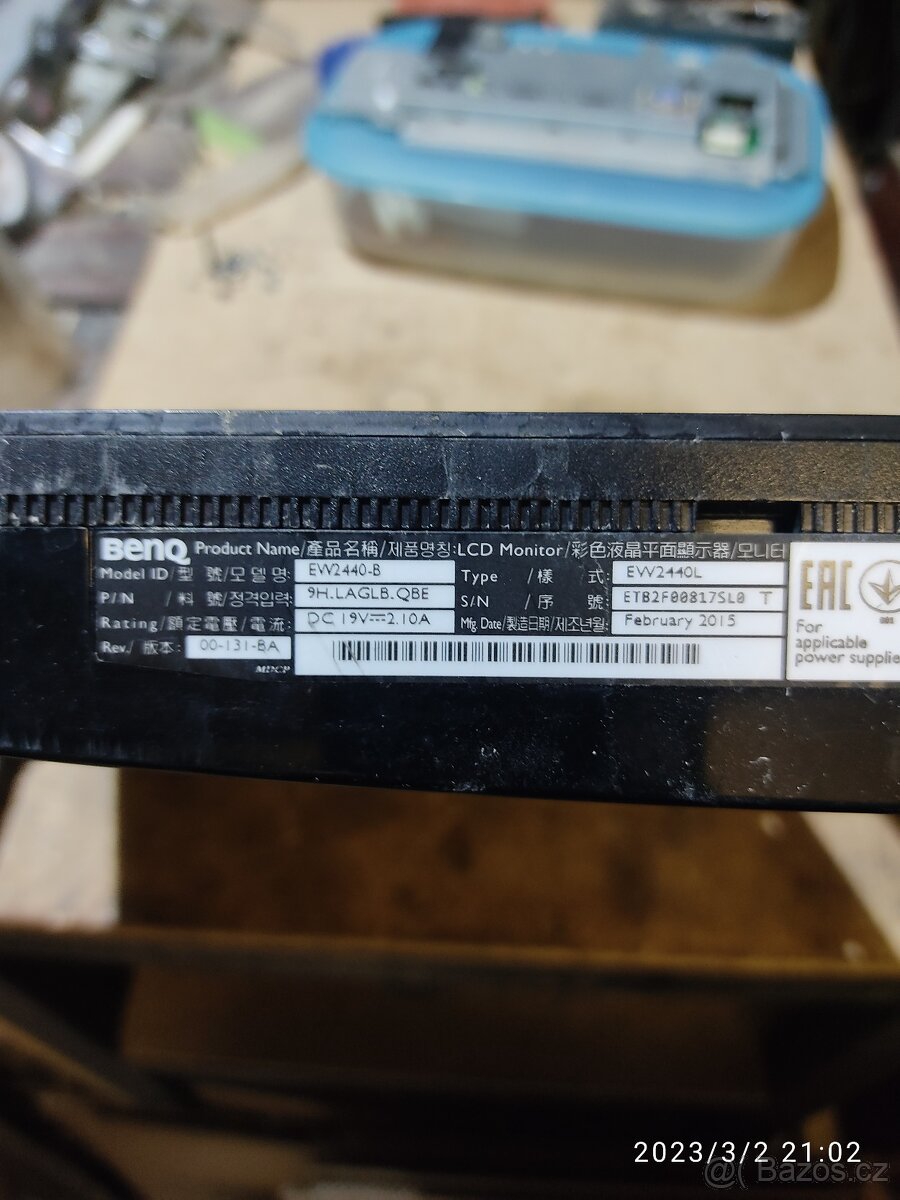 BenQ Product Name/產品名稱/제품명칭:LCD Monitor/彩色液晶平面顯示器/모니터
Model ID/型 號/모델명: EW2440-B Type /樣 式: EW2440L
P/N /料 號/정격입력: 9H.LAGLB.QBE S/N /序 號: ETB2F00817SL0 T
Rating/額定電壓/電流: DC 19V⎓2.10A Mfg. Date/製造日期/제조년월: February 2015
Rev./ 版本: 00-131-BA
MDCP
EAC
001
For
applicable
power supplie
2023/3/2 21:02
@( Bazos.cz